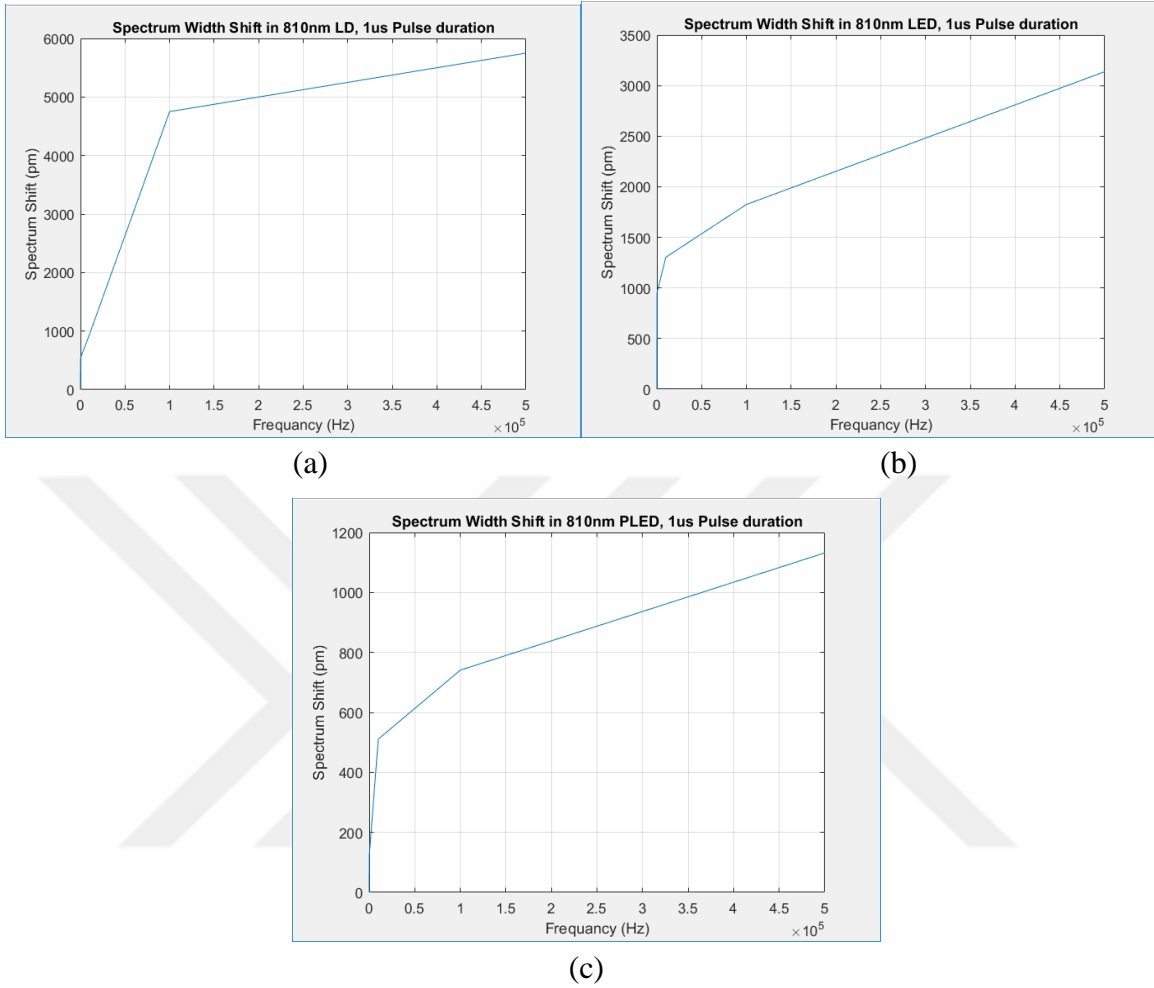 Spectrum Width Shift in 810nm LD, 1us Pulse duration
6000
5000
4000
3000
2000
1000
0
Spectrum Shift (pm)
0 0.5 1 1.5 2 2.5 3 3.5 4 4.5 5
Frequancy (Hz)
×10^5
(a)
Spectrum Width Shift in 810nm LED, 1us Pulse duration
3500
3000
2500
2000
1500
1000
500
0
Spectrum Shift (pm)
0 0.5 1 1.5 2 2.5 3 3.5 4 4.5 5
Frequancy (Hz)
×10^5
(b)
Spectrum Width Shift in 810nm PLED, 1us Pulse duration
1200
1000
800
600
400
200
0
Spectrum Shift (pm)
0 0.5 1 1.5 2 2.5 3 3.5 4 4.5 5
Frequancy (Hz)
×10^5
(c)